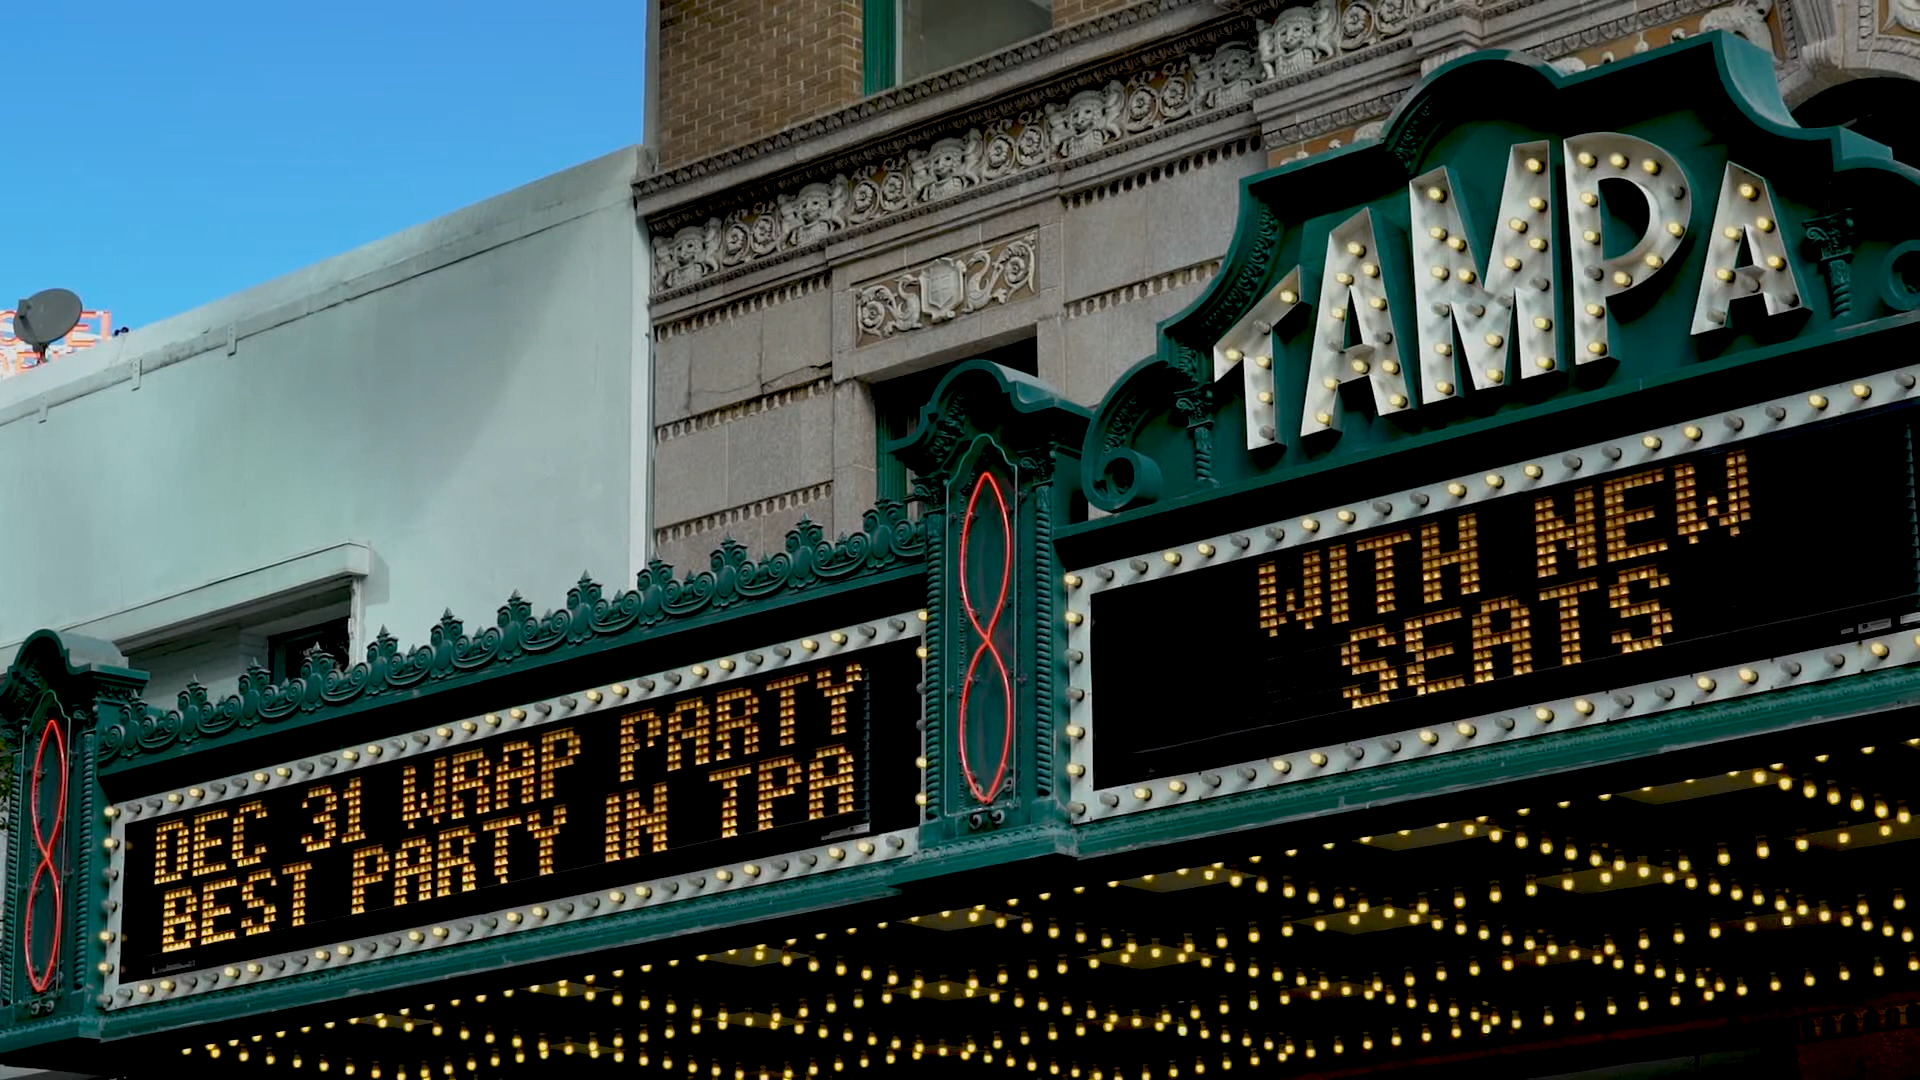 TAMPA
DEC 31 WRAP PARTY
BEST PARTY IN TPA
WITH NEW
SEATS